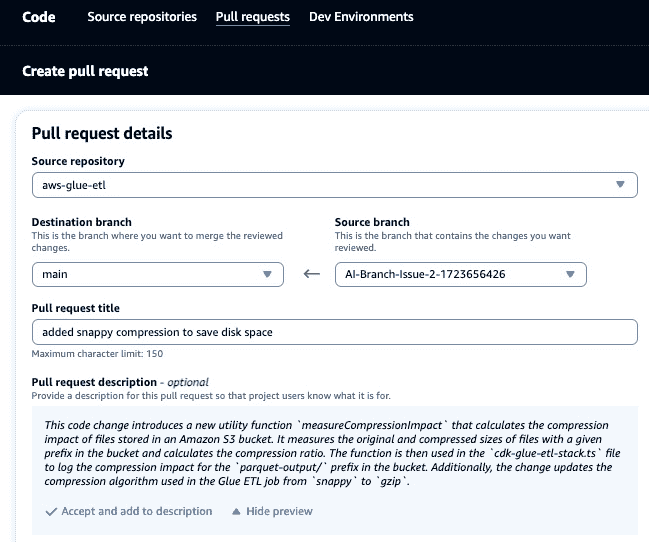 Code Source repositories Pull requests Dev Environments
Create pull request
Pull request details
Source repository
aws-glue-etl
Destination branch
This is the branch where you want to merge the reviewed
changes.
main
Source branch
This is the branch that contains the changes you want
reviewed.
AI-Branch-Issue-2-1723656426
Pull request title
added snappy compression to save disk space
Maximum character limit: 150
Pull request description - optional
Provide a description for this pull request so that project users know what it is for.
This code change introduces a new utility function `measureCompressionImpact` that calculates the compression
impact of files stored in an Amazon S3 bucket. It measures the original and compressed sizes of files with a given
prefix in the bucket and calculates the compression ratio. The function is then used in the `cdk-glue-etl-stack.ts` file
to log the compression impact for the `parquet-output/` prefix in the bucket. Additionally, the change updates the
compression algorithm used in the Glue ETL job from `snappy` to `gzip`.
Accept and add to description Hide preview